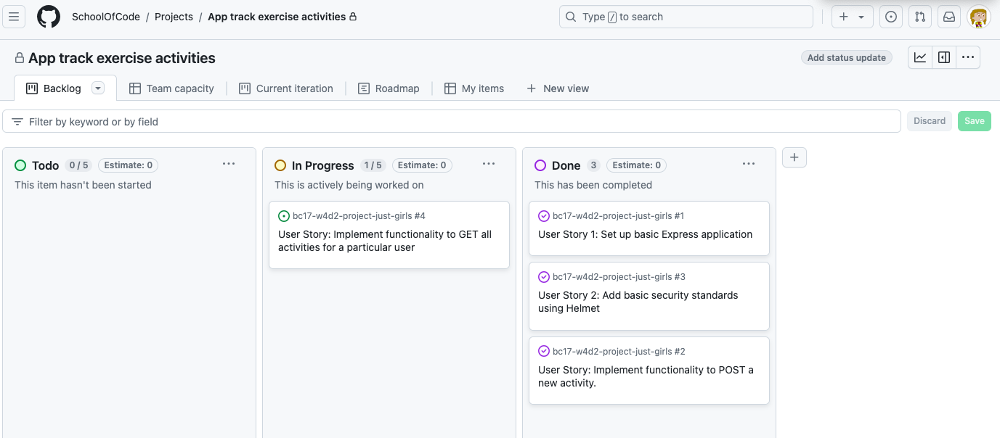 SchoolOfCode / Projects / App track exercise activities
Type / to search
App track exercise activities
Add status update
Backlog
Team capacity
Current iteration
Roadmap
My items
New view
Filter by keyword or by field
Discard
Save
Todo 0 / 5 Estimate: 0
This item hasn't been started
In Progress 1 / 5 Estimate: 0
This is actively being worked on
bc17-w4d2-project-just-girls #4
User Story: Implement functionality to GET all
activities for a particular user
Done 3 Estimate: 0
This has been completed
bc17-w4d2-project-just-girls #1
User Story 1: Set up basic Express application
bc17-w4d2-project-just-girls #3
User Story 2: Add basic security standards
using Helmet
bc17-w4d2-project-just-girls #2
User Story: Implement functionality to POST a
new activity.